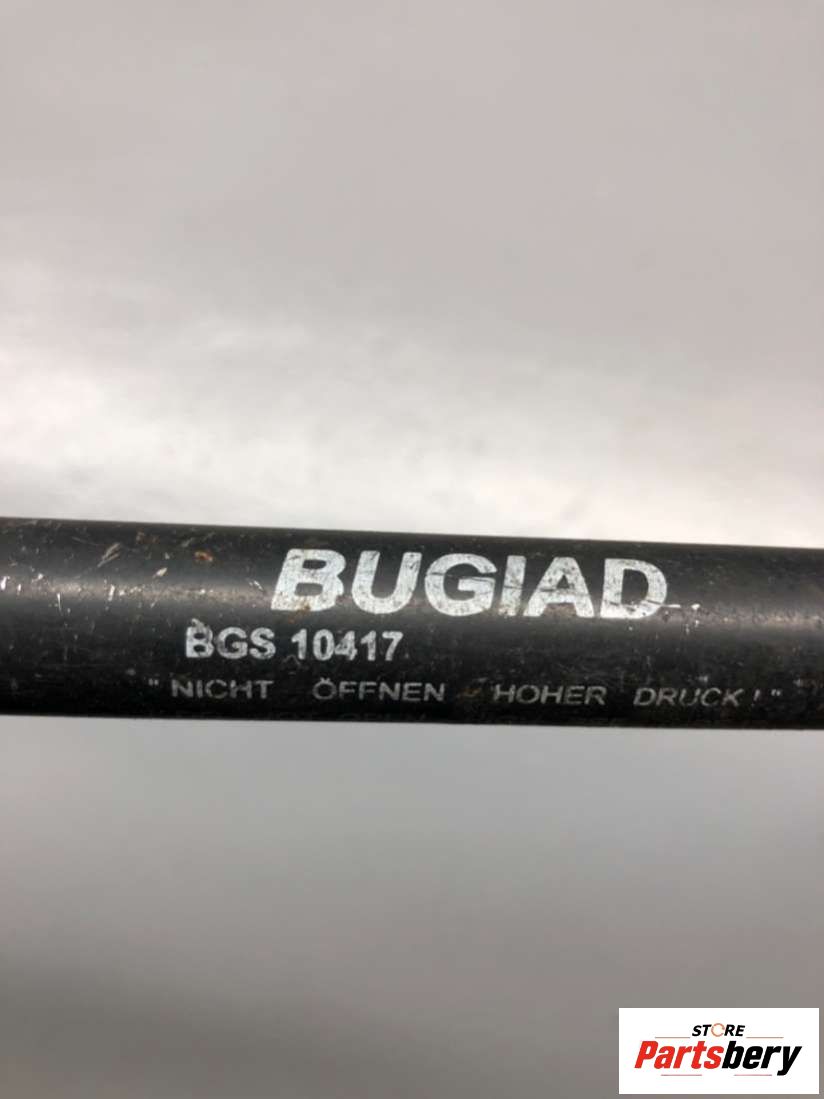 BUGIAD
BGS 10417
"NICHT ÖFFNEN HOHER DRUCK!"
STORE
Partsbery